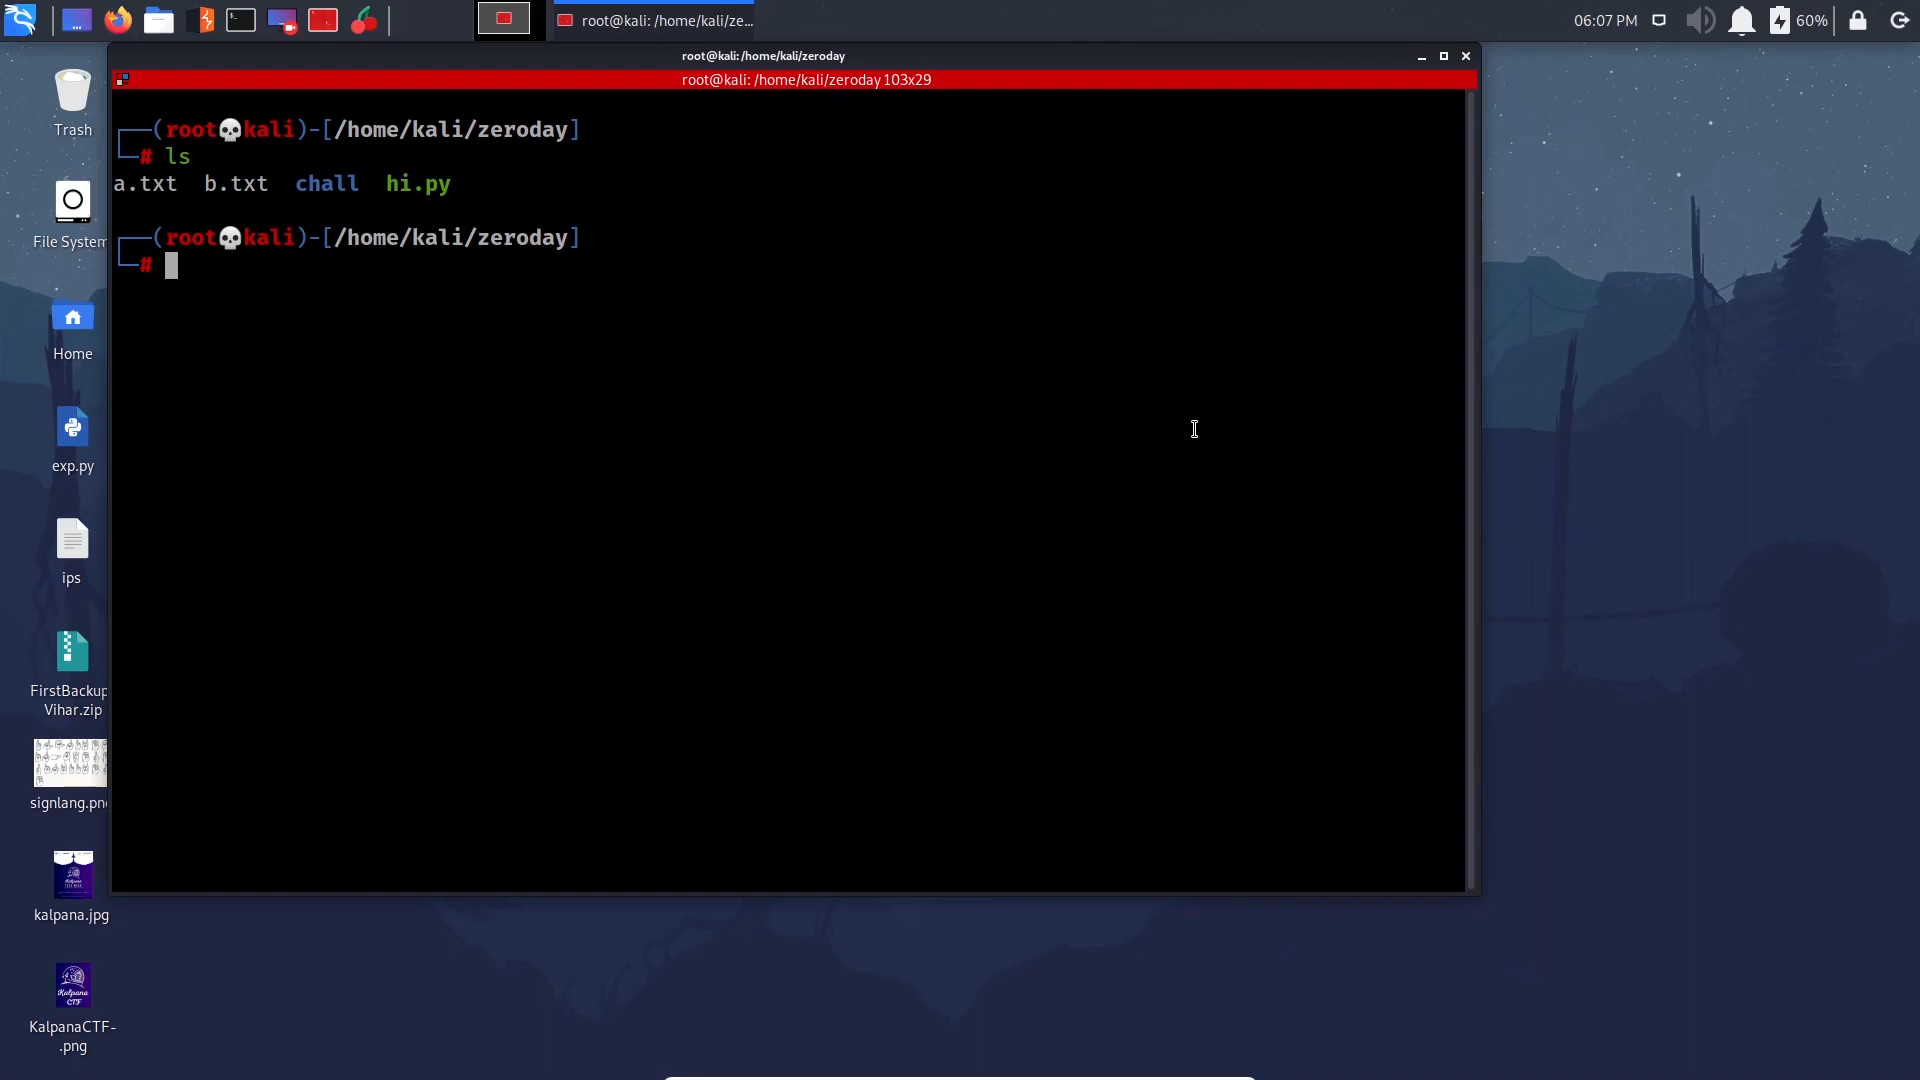 root@kali: /home/kali/ze...
06:07 PM
60%
root@kali: /home/kali/zeroday
root@kali: /home/kali/zeroday 103x29
┌──(root💀kali)-[/home/kali/zeroday]
└─# ls
a.txt b.txt chall hi.py
┌──(root💀kali)-[/home/kali/zeroday]
└─#
Trash
File System
Home
exp.py
ips
FirstBackup
Vihar.zip
signlang.pn
kalpana.jpg
Kalpana
CTF
KalpanaCTF-
.png